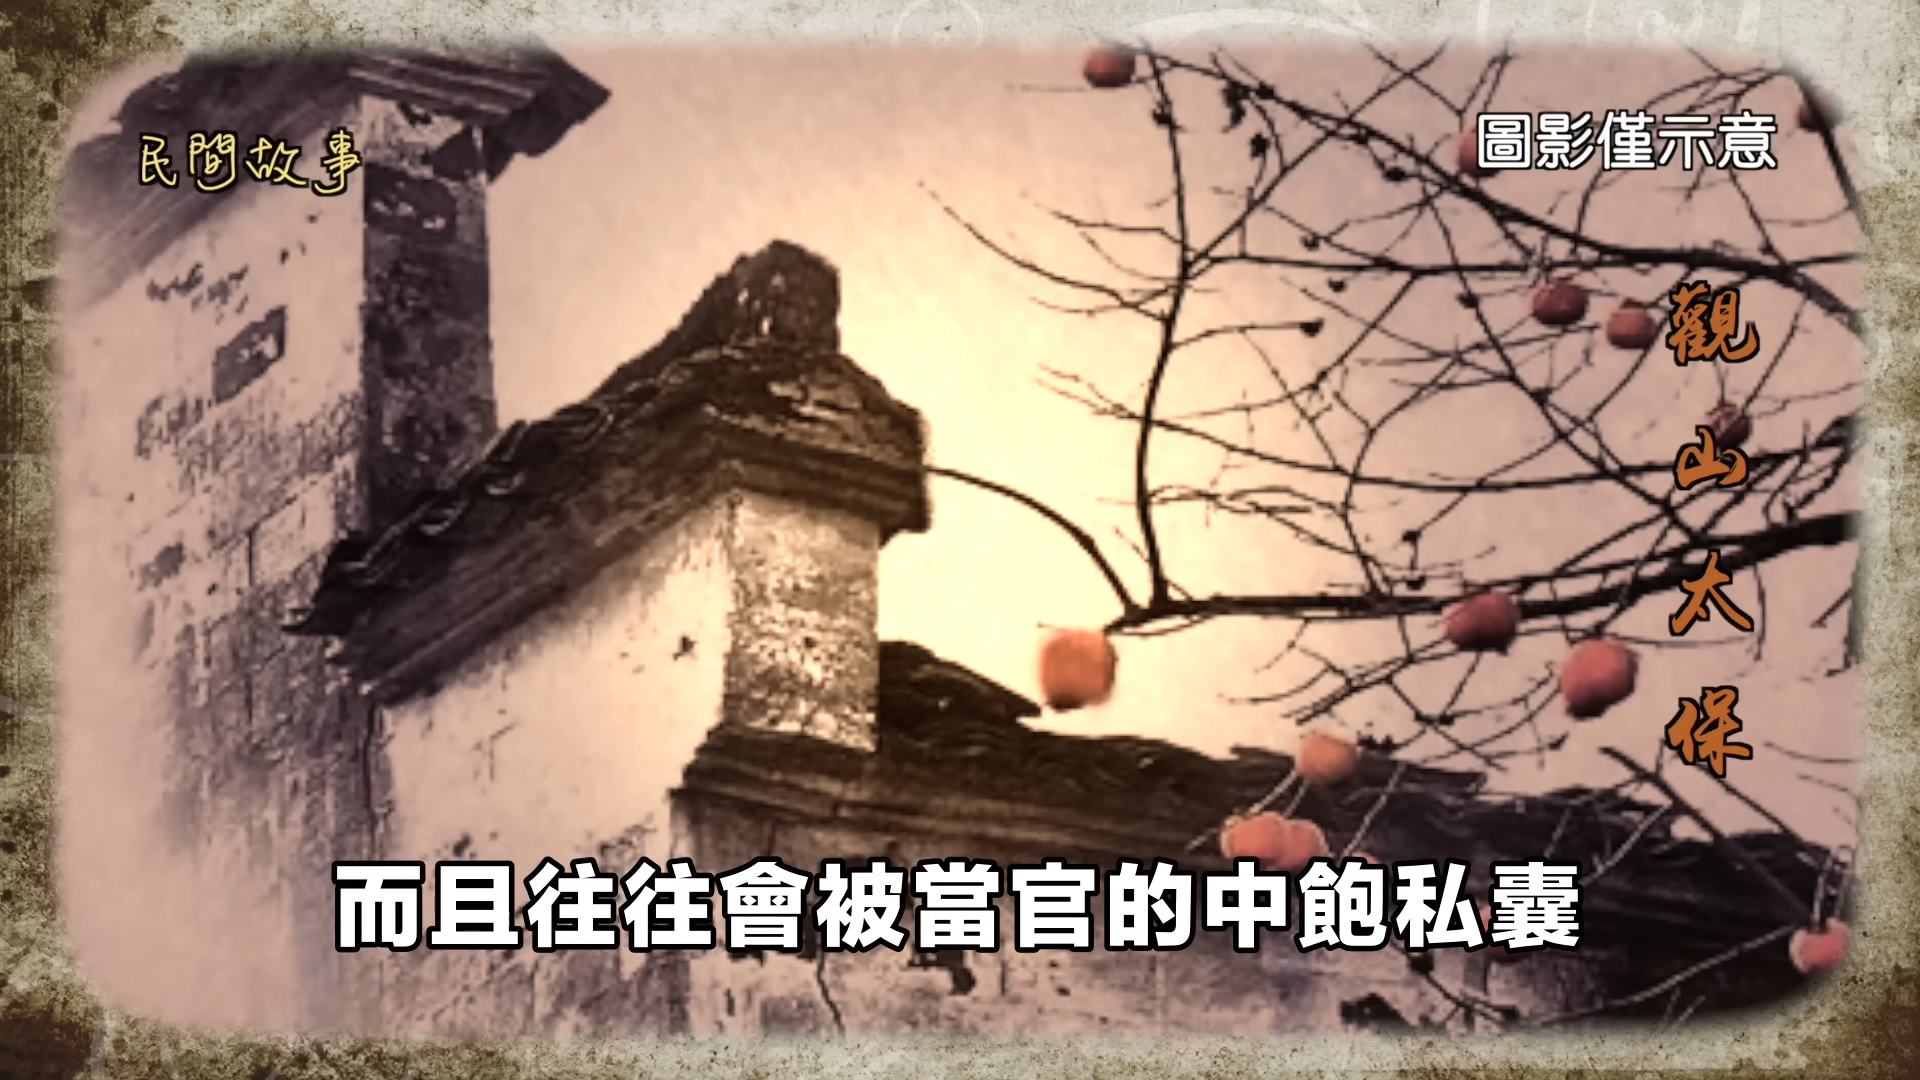 民間故事
圖影僅示意
觀山太保
而且往往會被當官的中飽私囊